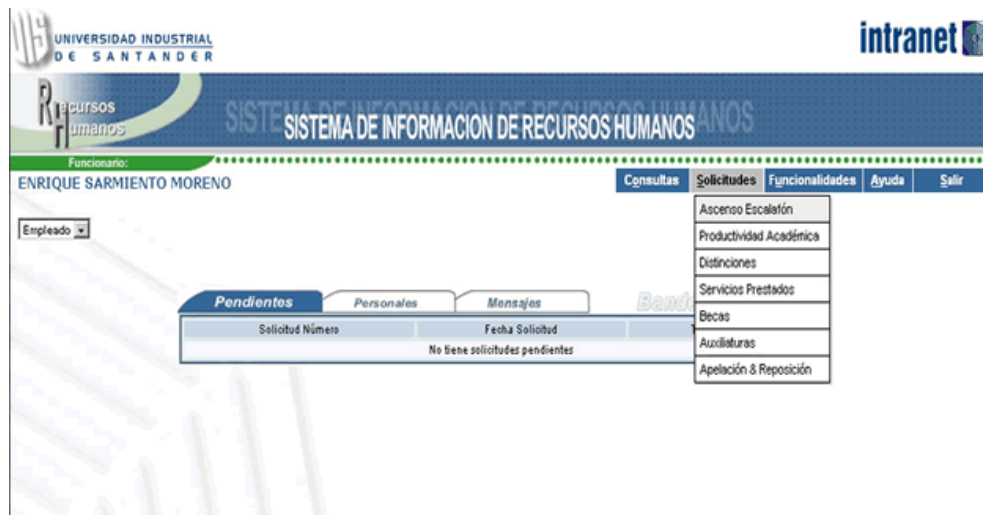 UNIVERSIDAD INDUSTRIAL
DE SANTANDER
intranet
Recursos
Humanos
SISTEMA DE INFORMACION DE RECURSOS HUMANOS
Funcionario:
ENRIQUE SARMIENTO MORENO
Consultas Solicitudes Funcionalidades Ayuda Salir
Empleado
Ascenso Escalafón
Productividad Académica
Distinciones
Servicios Prestados
Becas
Auxiliaturas
Apelación & Reposición
Pendientes Personales Mensajes
Solicitud Número Fecha Solicitud
No tiene solicitudes pendientes